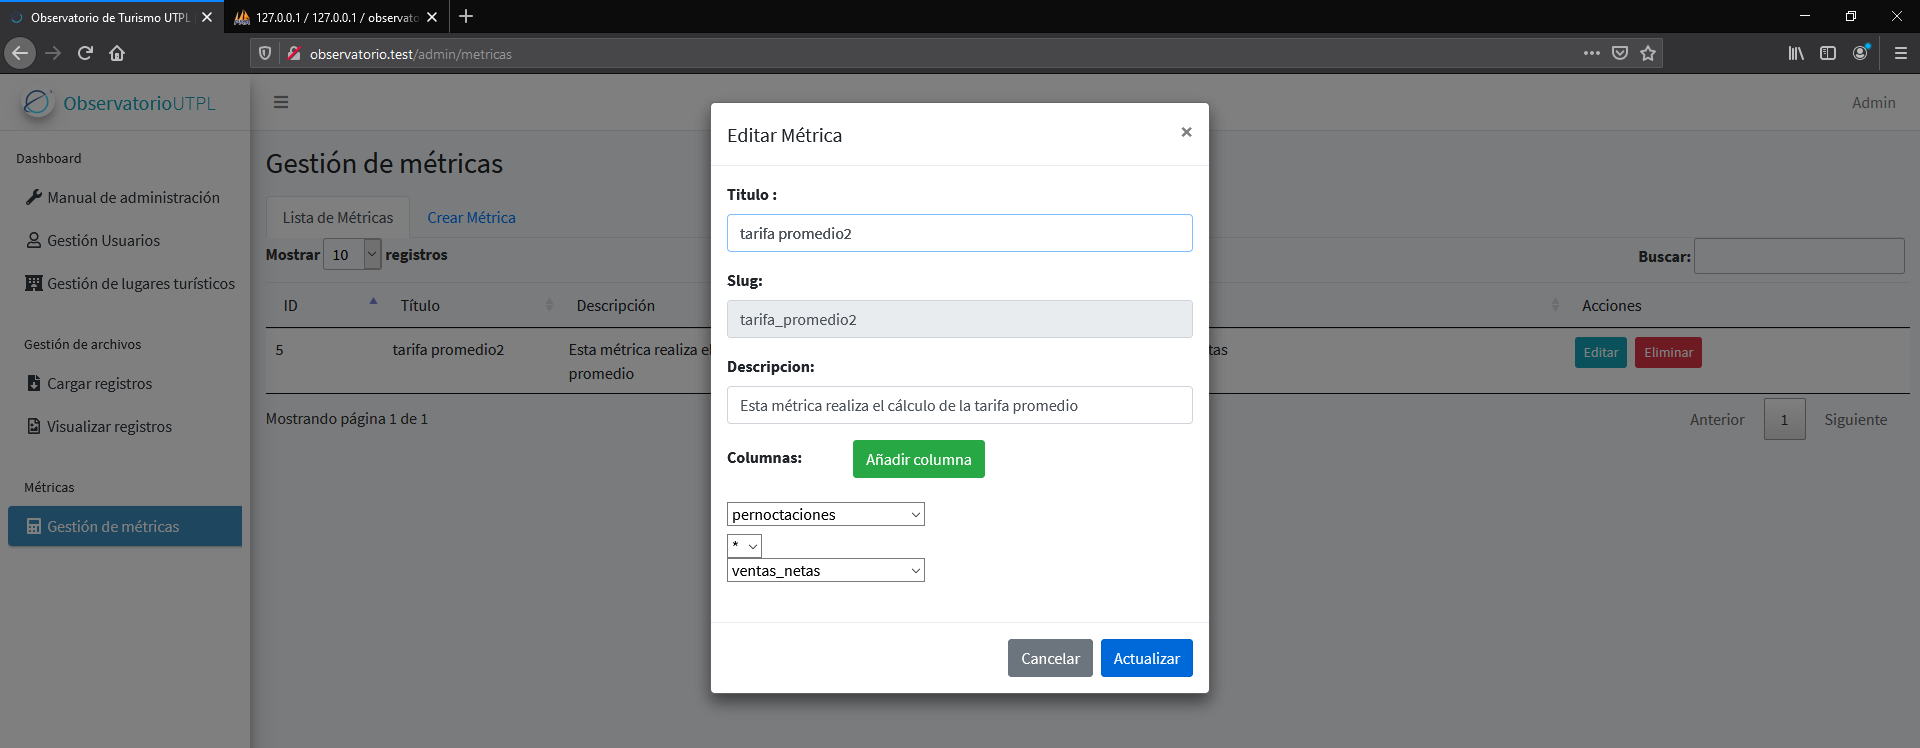 Observatorio de Turismo UTPL
127.0.0.1 / 127.0.0.1 / observato
observatorio.test/admin/metricas
ObservatorioUTPL
Admin
Dashboard
Manual de administración
Gestión Usuarios
Gestión de lugares turísticos
Gestión de archivos
Cargar registros
Visualizar registros
Métricas
Gestión de métricas
Gestión de métricas
Lista de Métricas
Crear Métrica
Mostrar 10 registros
Buscar:
ID Título Descripción Acciones
5 tarifa promedio2 Esta métrica realiza el tas Editar Eliminar
promedio
Mostrando página 1 de 1
Anterior 1 Siguiente
Editar Métrica ×
Titulo :
tarifa promedio2
Slug:
tarifa_promedio2
Descripcion:
Esta métrica realiza el cálculo de la tarifa promedio
Columnas: Añadir columna
pernoctaciones
*
ventas_netas
Cancelar Actualizar